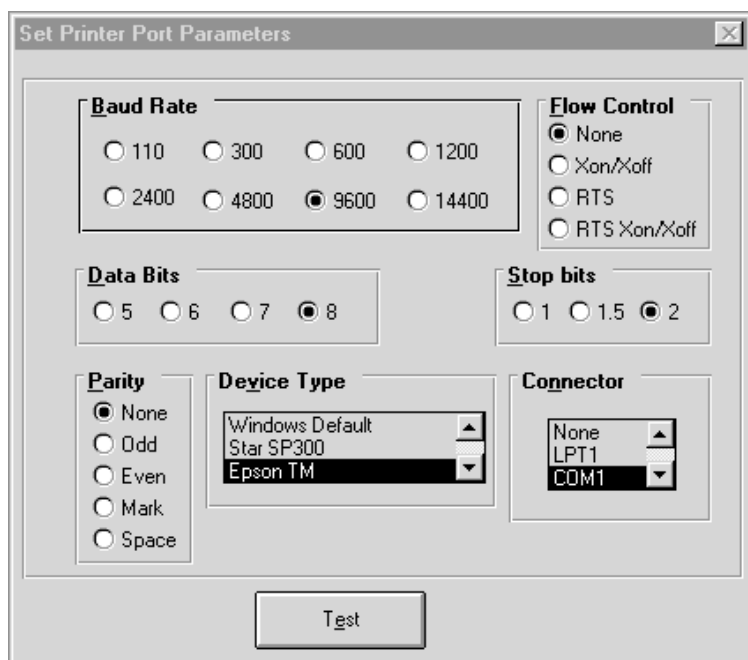 Set Printer Port Parameters
Baud Rate
110 300 600 1200
2400 4800 9600 14400
Flow Control
None
Xon/Xoff
RTS
RTS Xon/Xoff
Data Bits
5 6 7 8
Stop bits
1 1.5 2
Parity
None
Odd
Even
Mark
Space
Device Type
Windows Default
Star SP300
Epson TM
Connector
None
LPT1
COM1
Test